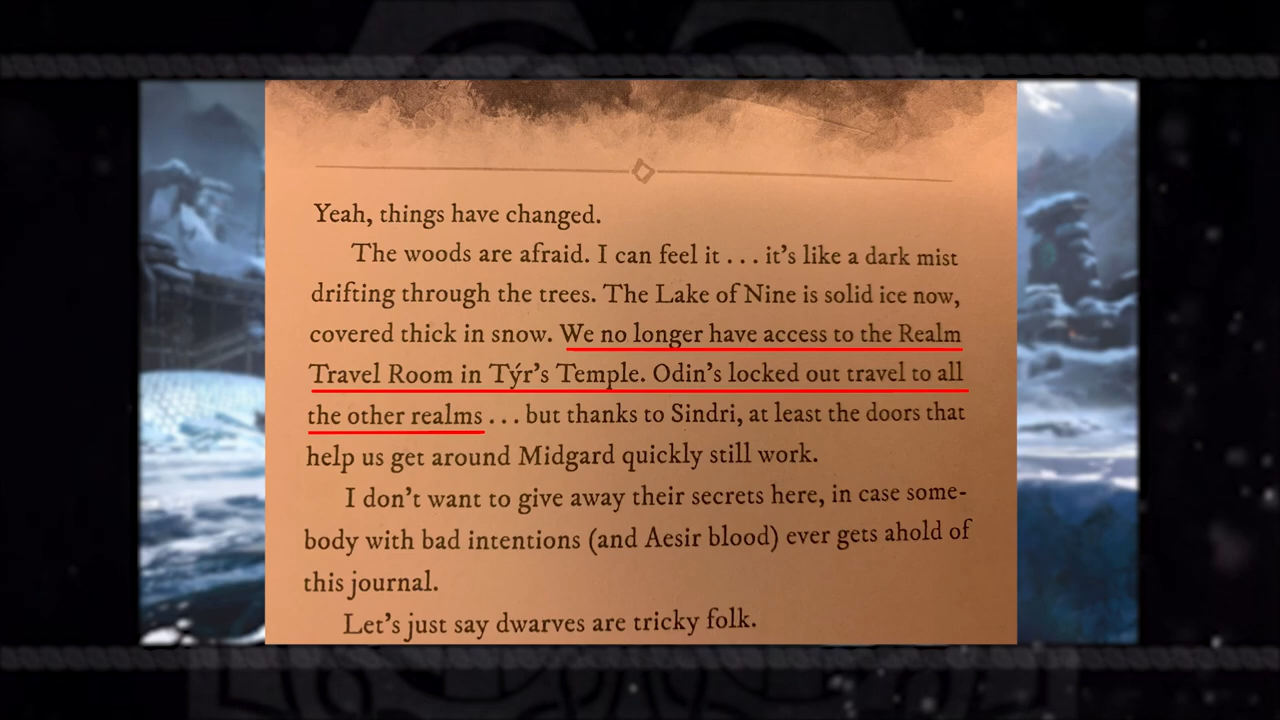 Yeah, things have changed.
The woods are afraid. I can feel it . . . it's like a dark mist
drifting through the trees. The Lake of Nine is solid ice now,
covered thick in snow. We no longer have access to the Realm
Travel Room in Týr's Temple. Odin's locked out travel to all
the other realms . . . but thanks to Sindri, at least the doors that
help us get around Midgard quickly still work.
I don't want to give away their secrets here, in case some-
body with bad intentions (and Aesir blood) ever gets ahold of
this journal.
Let's just say dwarves are tricky folk.